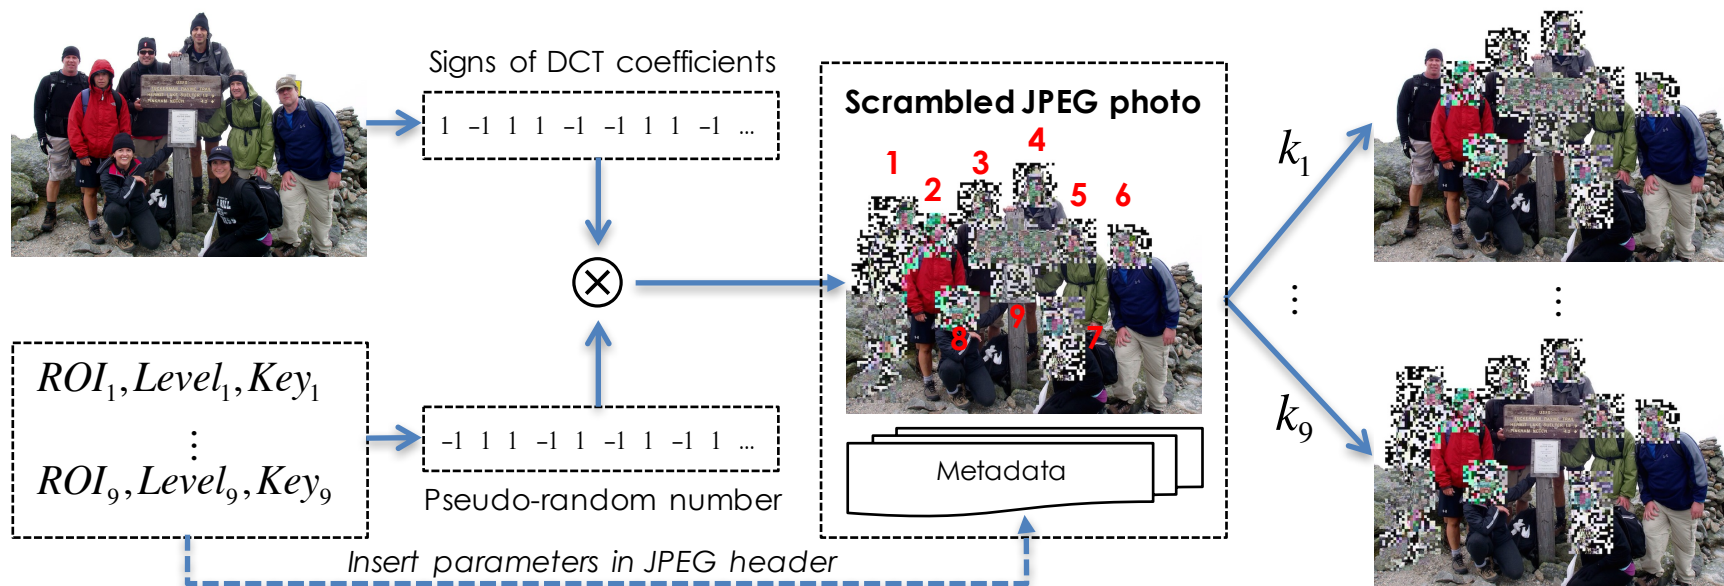 Signs of DCT coefficients
1 –1 1 1 –1 –1 1 1 –1 ...
Scrambled JPEG photo
1
2
3
4
5
6
7
8
9
k₁
k₉
⋮
⋮
ROI₁, Level₁, Key₁
⋮
ROI₉, Level₉, Key₉
–1 1 1 –1 1 –1 1 –1 1 ...
Pseudo-random number
Metadata
Insert parameters in JPEG header